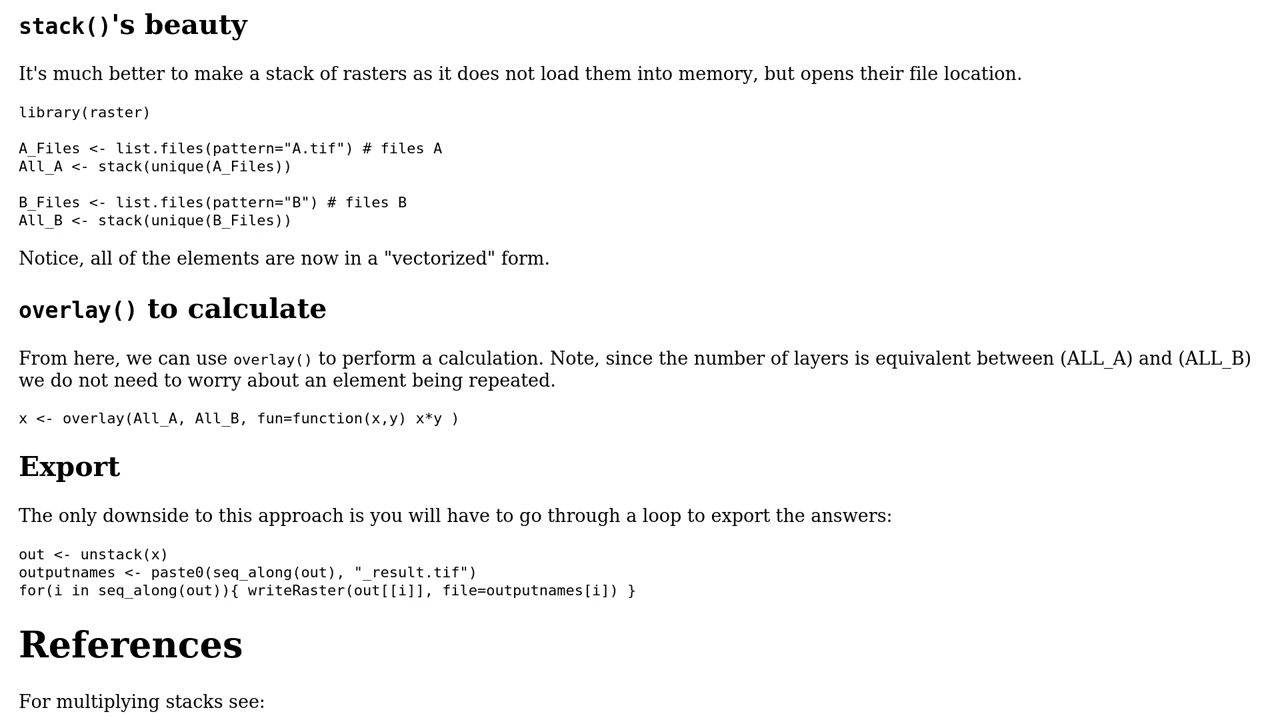 stack()'s beauty
It's much better to make a stack of rasters as it does not load them into memory, but opens their file location.
library(raster)
A_Files <- list.files(pattern="A.tif") # files A
All_A <- stack(unique(A_Files))
B_Files <- list.files(pattern="B") # files B
All_B <- stack(unique(B_Files))
Notice, all of the elements are now in a "vectorized" form.
overlay() to calculate
From here, we can use overlay() to perform a calculation. Note, since the number of layers is equivalent between (ALL_A) and (ALL_B)
we do not need to worry about an element being repeated.
x <- overlay(All_A, All_B, fun=function(x,y) x*y )
Export
The only downside to this approach is you will have to go through a loop to export the answers:
out <- unstack(x)
outputnames <- paste0(seq_along(out), "_result.tif")
for(i in seq_along(out)){ writeRaster(out[[i]], file=outputnames[i]) }
References
For multiplying stacks see: